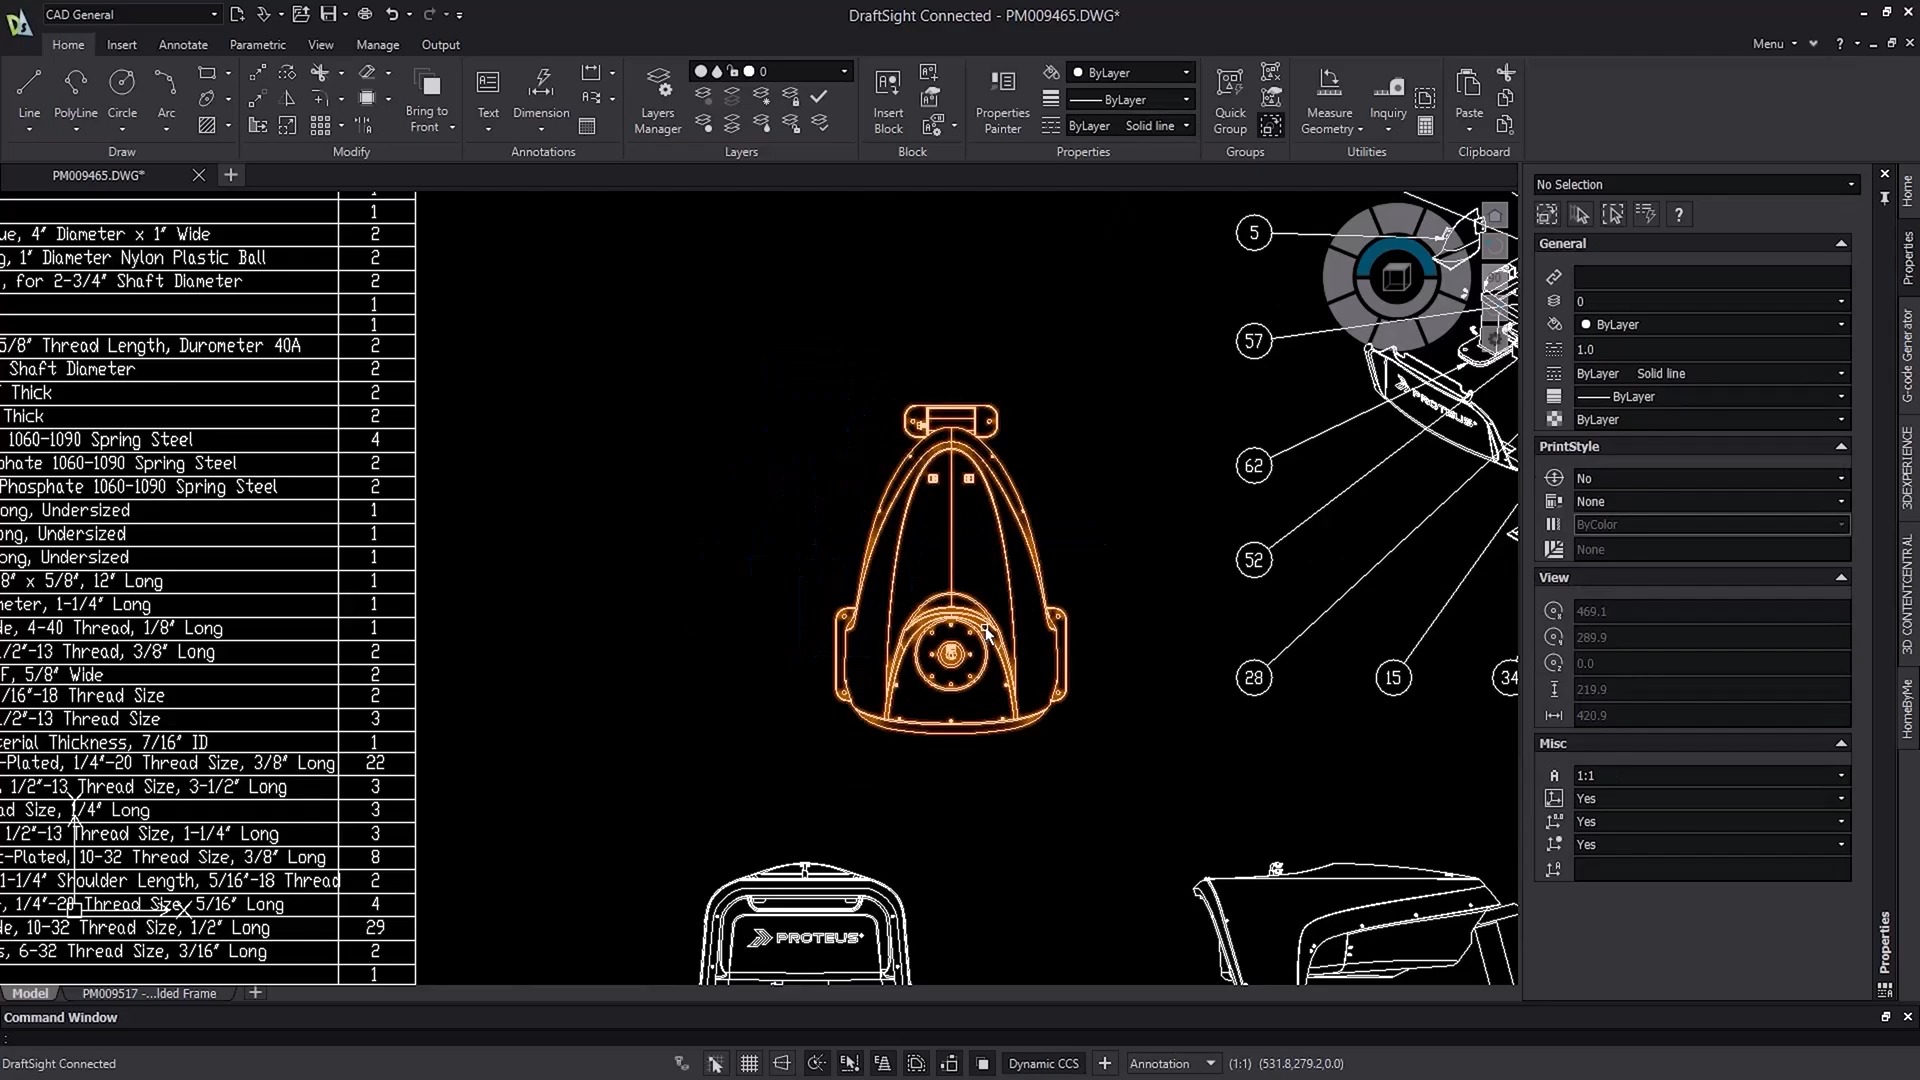 CAD General
DraftSight Connected - PM009465.DWG*
Home Insert Annotate Parametric View Manage Output
Menu ?
Line PolyLine Circle Arc
Bring to Front
Text Dimension
Layers Manager
0
Insert Block
Properties Painter
ByLayer
ByLayer
ByLayer Solid line
Quick Group
Measure Geometry
Inquiry
Paste
Draw Modify Annotations Layers Block Properties Groups Utilities Clipboard
PM009465.DWG*
1
ue, 4" Diameter x 1" Wide 2
g, 1" Diameter Nylon Plastic Ball 2
, for 2-3/4" Shaft Diameter 2
1
1
5/8" Thread Length, Durometer 40A 2
Shaft Diameter 2
Thick 2
Thick 2
1060-1090 Spring Steel 4
phate 1060-1090 Spring Steel 2
Phosphate 1060-1090 Spring Steel 2
ong, Undersized 1
ong, Undersized 1
ong, Undersized 1
8" x 5/8", 12" Long 1
meter, 1-1/4" Long 1
de, 4-40 Thread, 1/8" Long 1
1/2"-13 Thread, 3/8" Long 2
F, 5/8" Wide 2
/16"-18 Thread Size 2
1/2"-13 Thread Size 3
terial Thickness, 7/16" ID 1
-Plated, 1/4"-20 Thread Size, 3/8" Long 22
, 1/2"-13 Thread Size, 3-1/2" Long 3
ad Size, 1/4" Long 3
1/2"-13 Thread Size, 1-1/4" Long 3
c-Plated, 10-32 Thread Size, 3/8" Long 8
1-1/4" Shoulder Length, 5/16"-18 Thread 2
, 1/4"-20 Thread Size, 5/16" Long 4
de, 10-32 Thread Size, 1/2" Long 29
s, 6-32 Thread Size, 3/16" Long 2
1
X
5
57
62
52
28
15
34
PROTEUS
PROTEUS
No Selection
?
General
0
ByLayer
1.0
ByLayer Solid line
ByLayer
ByLayer
PrintStyle
No
None
ByColor
None
View
469.1
289.9
0.0
219.9
420.9
Misc
1:1
Yes
Yes
Yes
Home
Properties
G-code Generator
3DEXPERIENCE
3D CONTENTCENTRAL
HomeByMe
Properties
Model PM009517 -...lded Frame
Command Window
:
DraftSight Connected
Dynamic CCS
Annotation
(1:1) (531.8,279.2,0.0)